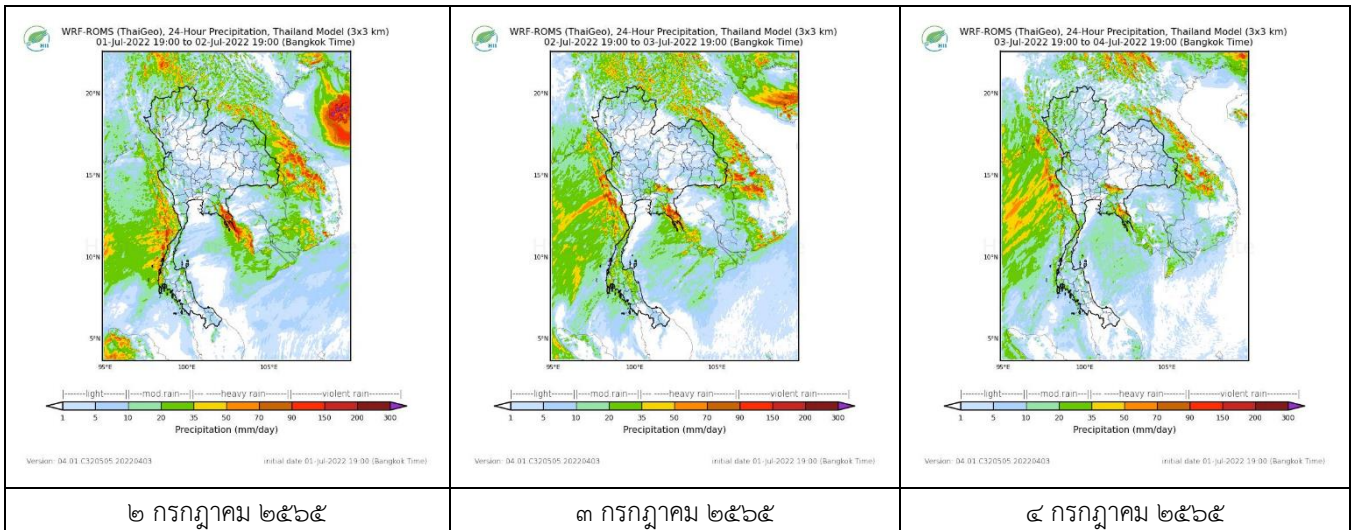 WRF-ROMS (ThaiGeo), 24-Hour Precipitation, Thailand Model (3x3 km)
01-Jul-2022 19:00 to 02-Jul-2022 19:00 (Bangkok Time)
20°N
15°N
10°N
5°N
95°E 100°E 105°E
|------light------||---mod.rain---||--- ---heavy rain---||------violent rain------|
1 5 10 20 35 50 70 90 150 200 300
Precipitation (mm/day)
Version: 04.01.C320505.20220403 initial date:01-Jul-2022 19:00 (Bangkok Time)
๒ กรกฎาคม ๒๕๖๕
WRF-ROMS (ThaiGeo), 24-Hour Precipitation, Thailand Model (3x3 km)
02-Jul-2022 19:00 to 03-Jul-2022 19:00 (Bangkok Time)
20°N
15°N
10°N
5°N
95°E 100°E 105°E
|------light------||---mod.rain---||--- ---heavy rain---||------violent rain------|
1 5 10 20 35 50 70 90 150 200 300
Precipitation (mm/day)
Version: 04.01.C320505.20220403 initial date:01-Jul-2022 19:00 (Bangkok Time)
๓ กรกฎาคม ๒๕๖๕
WRF-ROMS (ThaiGeo), 24-Hour Precipitation, Thailand Model (3x3 km)
03-Jul-2022 19:00 to 04-Jul-2022 19:00 (Bangkok Time)
20°N
15°N
10°N
5°N
95°E 100°E 105°E
|------light------||---mod.rain---||--- ---heavy rain---||------violent rain------|
1 5 10 20 35 50 70 90 150 200 300
Precipitation (mm/day)
Version: 04.01.C320505.20220403 initial date:01-Jul-2022 19:00 (Bangkok Time)
๔ กรกฎาคม ๒๕๖๕